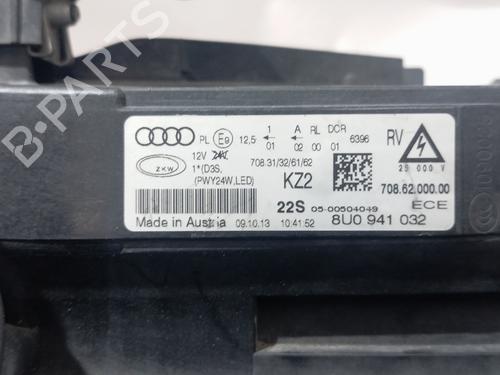 PL E9 12,5 1 A RL DCR RV
01 02 00 01 6396
zkw 12V 708.31/32/61/62 25 000 V
1*(D3S, KZ2 708.62.000.00
(PWY24W,LED) ECE
22S 05-00504049
Made in Austria 09.10.13 10:41:52 8U0 941 032
B-PARTS